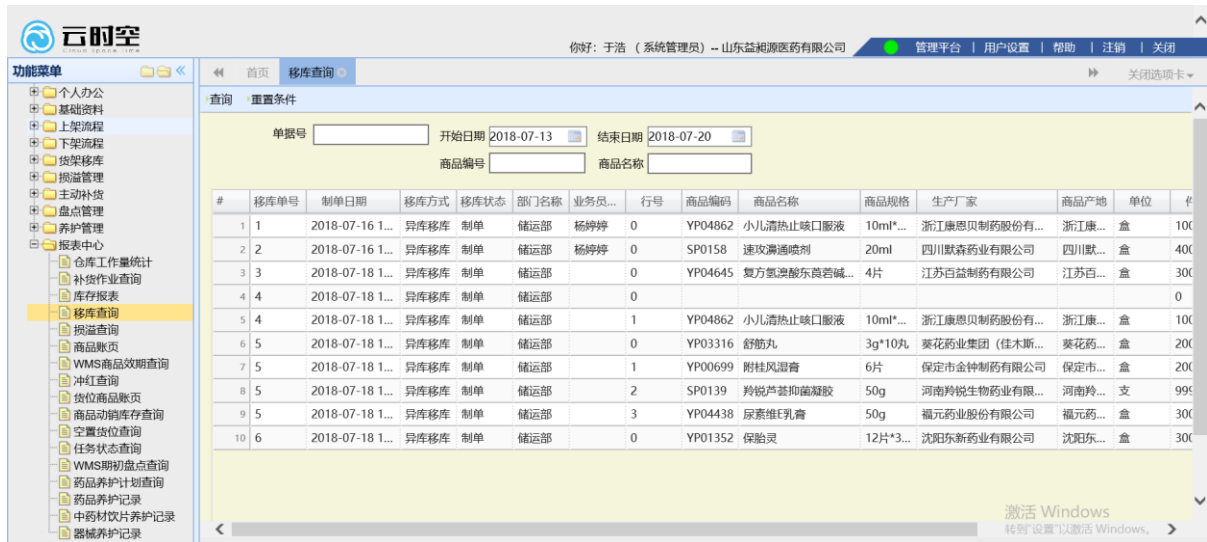 云时空
Cloud Space Time
你好：于浩 （ 系统管理员）-- 山东益昶源医药有限公司 管理平台 | 用户设置 | 帮助 | 注销 | 关闭
功能菜单
首页 移库查询 关闭选项卡
个人办公
基础资料
上架流程
下架流程
货架移库
损溢管理
主动补货
盘点管理
养护管理
报表中心
仓库工作量统计
补货作业查询
库存报表
移库查询
损溢查询
商品账页
WMS商品效期查询
冲红查询
货位商品账页
商品动销库存查询
空置货位查询
任务状态查询
WMS期初盘点查询
药品养护计划查询
药品养护记录
中药材饮片养护记录
器械养护记录
查询 重置条件
单据号 开始日期 2018-07-13 结束日期 2018-07-20
商品编号 商品名称
# 移库单号 制单日期 移库方式 移库状态 部门名称 业务员... 行号 商品编码 商品名称 商品规格 生产厂家 商品产地 单位
1 1 2018-07-16 1... 异库移库 制单 储运部 杨婷婷 0 YP04862 小儿清热止咳口服液 10ml*... 浙江康恩贝制药股份有... 浙江康... 盒 100
2 2 2018-07-16 1... 异库移库 制单 储运部 杨婷婷 0 SP0158 速攻濞通喷剂 20ml 四川默森药业有限公司 四川默... 盒 400
3 3 2018-07-18 1... 异库移库 制单 储运部 0 YP04645 复方氢溴酸东莨菪碱... 4片 江苏百益制药有限公司 江苏百... 盒 300
4 4 2018-07-18 1... 异库移库 制单 储运部 0 0
5 4 2018-07-18 1... 异库移库 制单 储运部 1 YP04862 小儿清热止咳口服液 10ml*... 浙江康恩贝制药股份有... 浙江康... 盒 100
6 5 2018-07-18 1... 异库移库 制单 储运部 0 YP03316 舒筋丸 3g*10丸 葵花药业集团（佳木斯... 葵花药... 盒 200
7 5 2018-07-18 1... 异库移库 制单 储运部 1 YP00699 附桂风湿膏 6片 保定市金钟制药有限公司 保定市... 盒 200
8 5 2018-07-18 1... 异库移库 制单 储运部 2 SP0139 羚锐芦荟抑菌凝胶 50g 河南羚锐生物药业有限... 河南羚... 支 999
9 5 2018-07-18 1... 异库移库 制单 储运部 3 YP04438 尿素维E乳膏 50g 福元药业股份有限公司 福元药... 盒 300
10 6 2018-07-18 1... 异库移库 制单 储运部 0 YP01352 保胎灵 12片*3... 沈阳东新药业有限公司 沈阳东... 盒 300
激活 Windows
转到"设置"以激活 Windows。